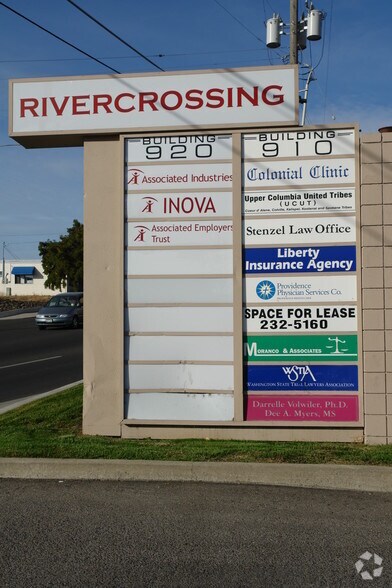 RIVERCROSSING
BUILDING
920
Associated Industries
INOVA
Associated Employers
Trust
BUILDING
910
Colonial Clinic
Upper Columbia United Tribes
(UCUT)
Stenzel Law Office
Liberty
Insurance Agency
Providence
Physician Services Co.
SPACE FOR LEASE
232-5160
MORANCO & ASSOCIATES
WSTLA
WASHINGTON STATE TRIAL LAWYERS ASSOCIATION
Darrelle Volwiler, Ph.D.
Dee A. Myers, MS